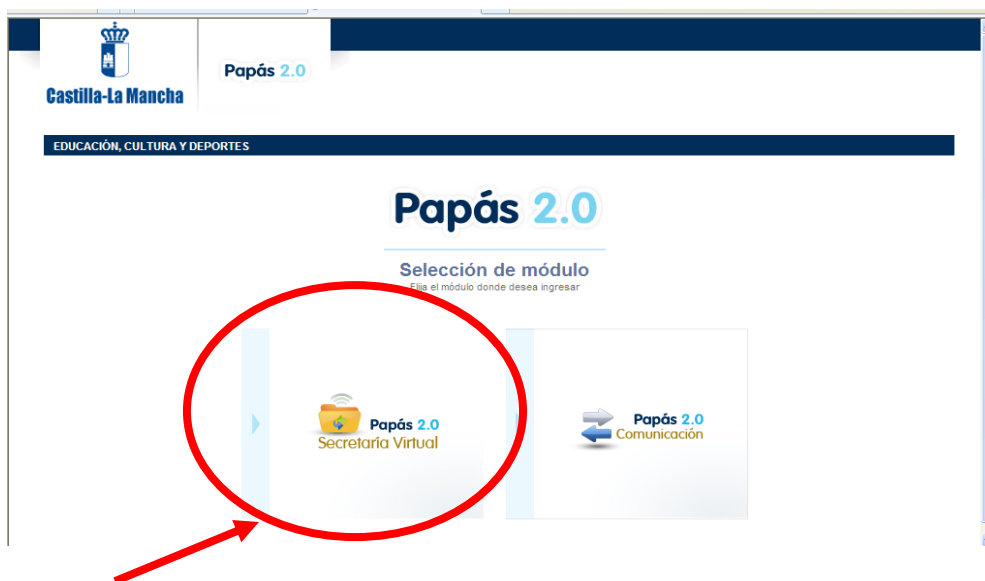 Castilla-La Mancha
Papás 2.0
EDUCACIÓN, CULTURA Y DEPORTES
Papás 2.0
Selección de módulo
Elija el módulo donde desea ingresar
Papás 2.0
Secretaría Virtual
Papás 2.0
Comunicación